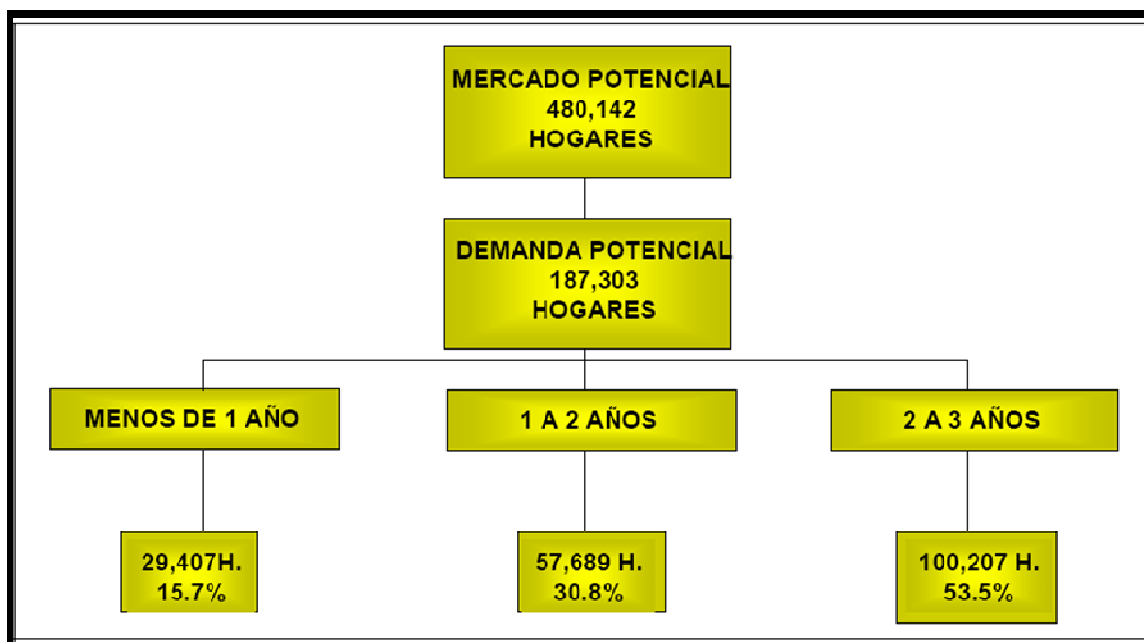 MERCADO POTENCIAL
480,142
HOGARES
DEMANDA POTENCIAL
187,303
HOGARES
MENOS DE 1 AÑO
1 A 2 AÑOS
2 A 3 AÑOS
29,407H.
15.7%
57,689 H.
30.8%
100,207 H.
53.5%